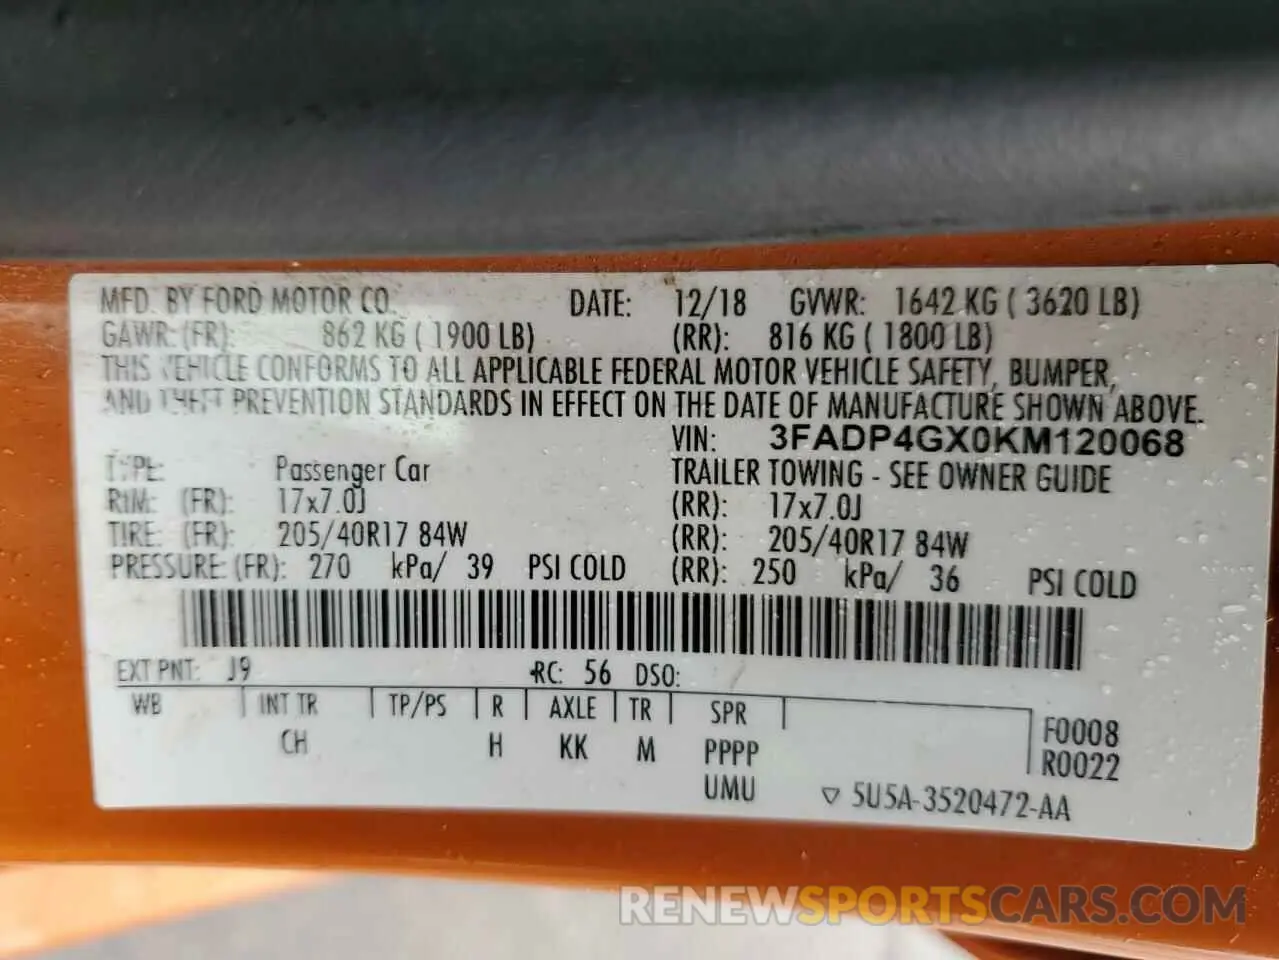 MFD. BY FORD MOTOR CO. DATE: 12/18 GVWR: 1642 KG ( 3620 LB)
GAWR: (FR): 862 KG ( 1900 LB) (RR): 816 KG ( 1800 LB)
THIS VEHICLE CONFORMS TO ALL APPLICABLE FEDERAL MOTOR VEHICLE SAFETY, BUMPER,
AND THEFT PREVENTION STANDARDS IN EFFECT ON THE DATE OF MANUFACTURE SHOWN ABOVE.
VIN: 3FADP4GX0KM120068
TYPE: Passenger Car TRAILER TOWING - SEE OWNER GUIDE
RIM: (FR): 17x7.0J (RR): 17x7.0J
TIRE: (FR): 205/40R17 84W (RR): 205/40R17 84W
PRESSURE: (FR): 270 kPa/ 39 PSI COLD (RR): 250 kPa/ 36 PSI COLD
EXT PNT: J9 RC: 56 DSO:
WB INT TR TP/PS R AXLE TR SPR F0008
CH H KK M PPPP R0022
UMU ▽ 5U5A-3520472-AA
RENEWSPORTSCARS.COM